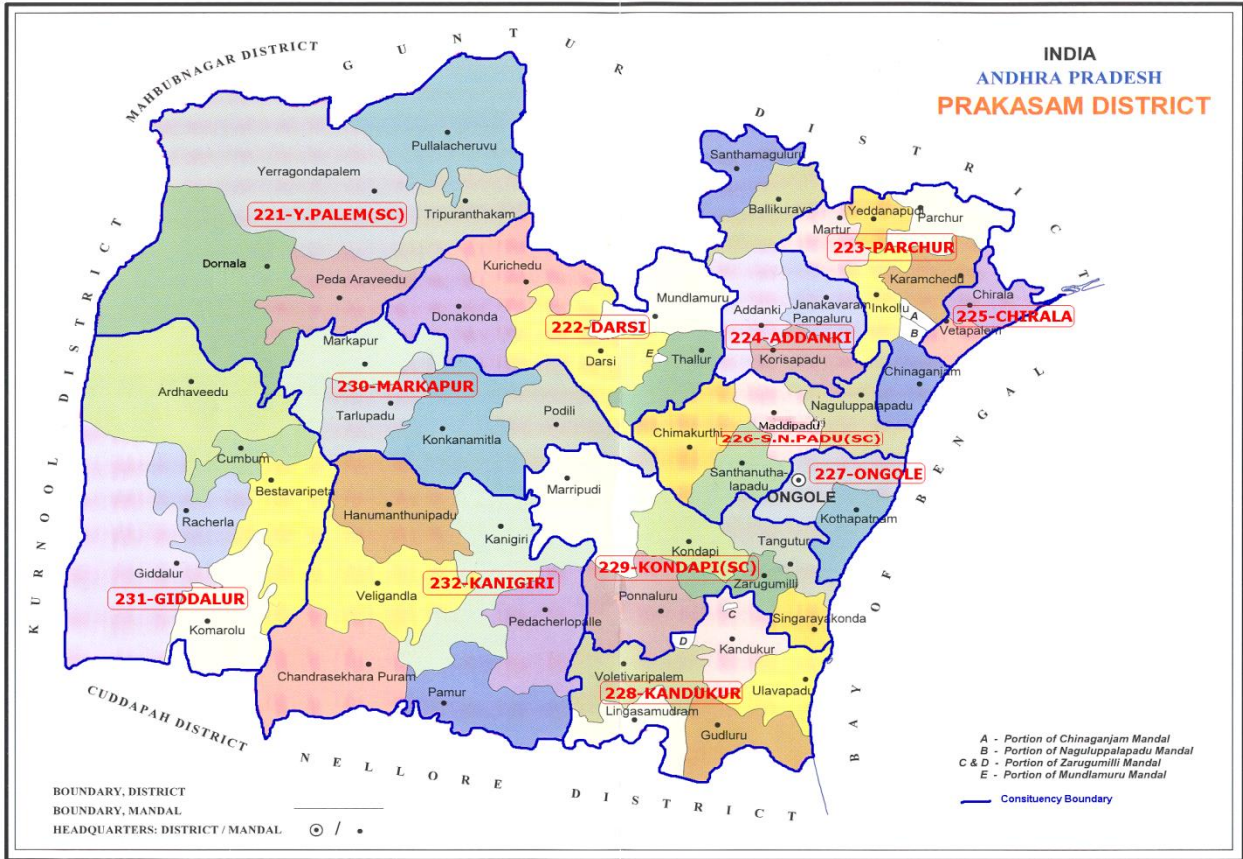 INDIA
ANDHRA PRADESH
PRAKASAM DISTRICT
MAHBUBNAGAR DISTRICT
GUNTUR
DISTRICT
KURNOOL DISTRICT
CUDDAPAH DISTRICT
NELLORE DISTRICT
BAY OF BENGAL
Pullalacheruvu
Yerragondapalem
221-Y.PALEM(SC)
Tripuranthakam
Dornala
Peda Araveedu
Kurichedu
Donakonda
Mundlamuru
222-DARSI
Darsi
E
Thallur
Santhamaguluru
Ballikurava
Martur
Yeddanapudi
Parchur
223-PARCHUR
Karamchedu
Inkollu
A
B
Chirala
225-CHIRALA
Vetapalem
Addanki
Janakavaram
Pangaluru
224-ADDANKI
Korisapadu
Chinaganjam
Markapur
230-MARKAPUR
Tarlupadu
Konkanamitla
Podili
Ardhaveedu
Cumbum
Bestavaripeta
Racherla
Giddalur
231-GIDDALUR
Komarolu
Chimakurthi
Maddipadu
Naguluppalapadu
226-S.N.PADU(SC)
Santhanutha-
lapadu
227-ONGOLE
ONGOLE
Kothapatnam
Marripudi
Hanumanthunipadu
Kanigiri
232-KANIGIRI
Veligandla
Pedacherlopalle
Chandrasekhara Puram
Pamur
Kondapi
Tangutur
229-KONDAPI(SC)
Zarugumilli
Ponnaluru
Singarayakonda
C
D
Kandukur
Voletivaripalem
228-KANDUKUR
Ulavapadu
Lingasamudram
Gudluru
A - Portion of Chinaganjam Mandal
B - Portion of Naguluppalapadu Mandal
C & D - Portion of Zarugumilli Mandal
E - Portion of Mundlamuru Mandal
Consituency Boundary
BOUNDARY, DISTRICT
BOUNDARY, MANDAL
HEADQUARTERS: DISTRICT / MANDAL /